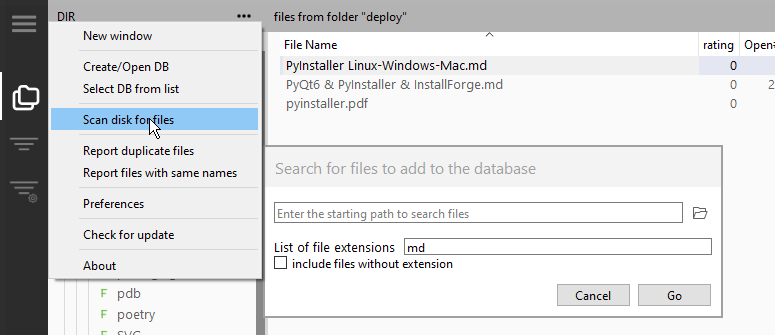 DIR
New window
Create/Open DB
Select DB from list
Scan disk for files
Report duplicate files
Report files with same names
Preferences
Check for update
About
pdb
poetry
files from folder "deploy"
File Name rating Open
PyInstaller Linux-Windows-Mac.md 0
PyQt6 & PyInstaller & InstallForge.md 0 2
pyinstaller.pdf 0
Search for files to add to the database
Enter the starting path to search files
List of file extensions md
include files without extension
Cancel Go